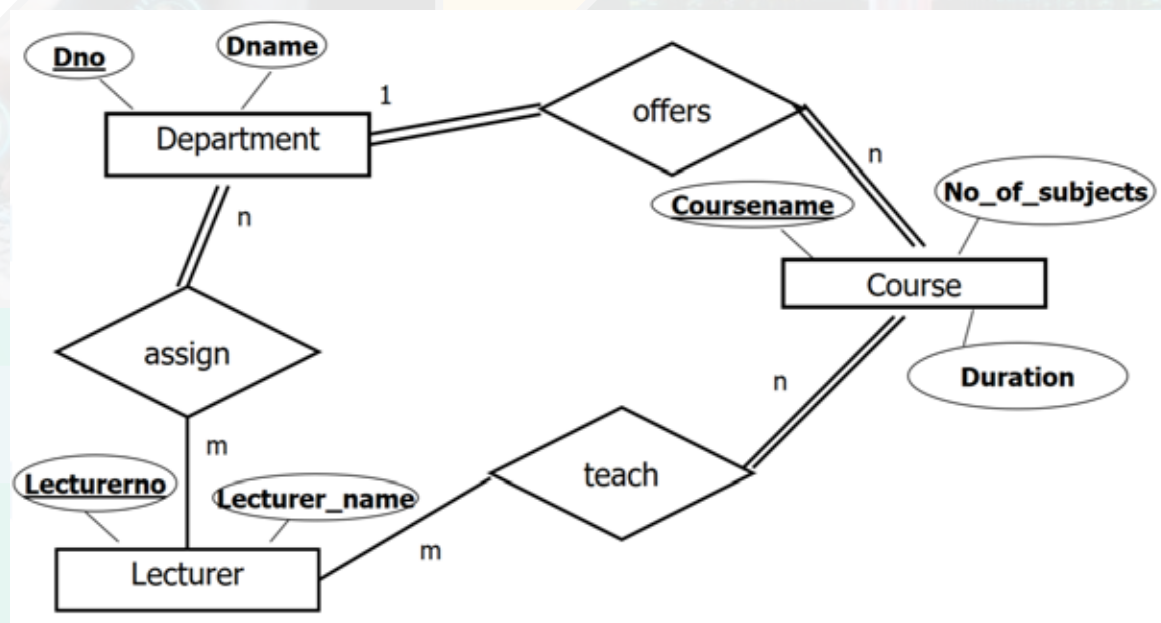 Dno
Dname
1
Department
offers
n
n
Coursename
No_of_subjects
Course
assign
n
Duration
m
teach
Lecturerno
Lecturer_name
m
Lecturer